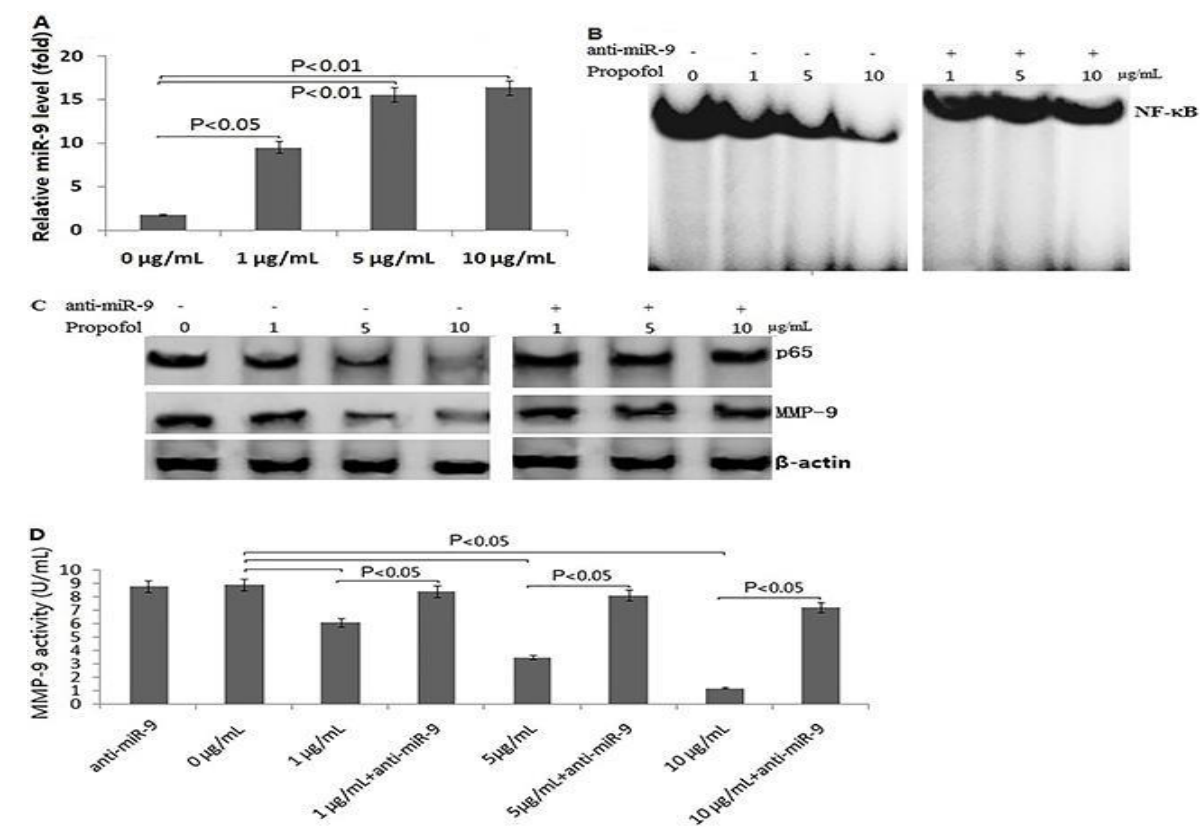 A
Relative miR-9 level (fold)
20
15
10
5
0
P<0.01
P<0.01
P<0.05
0 µg/mL 1 µg/mL 5 µg/mL 10 µg/mL
B
anti-miR-9 - - - - + + +
Propofol 0 1 5 10 1 5 10 µg/mL
NF-κB
C anti-miR-9 - - - - + + +
Propofol 0 1 5 10 1 5 10 µg/mL
p65
MMP-9
β-actin
D
MMP-9 activity (U/mL)
10
9
8
7
6
5
4
3
2
1
0
P<0.05
P<0.05
P<0.05
P<0.05
anti-miR-9
0 µg/mL
1 µg/mL
1 µg/mL+anti-miR-9
5µg/mL
5µg/mL+anti-miR-9
10 µg/mL
10 µg/mL+anti-miR-9